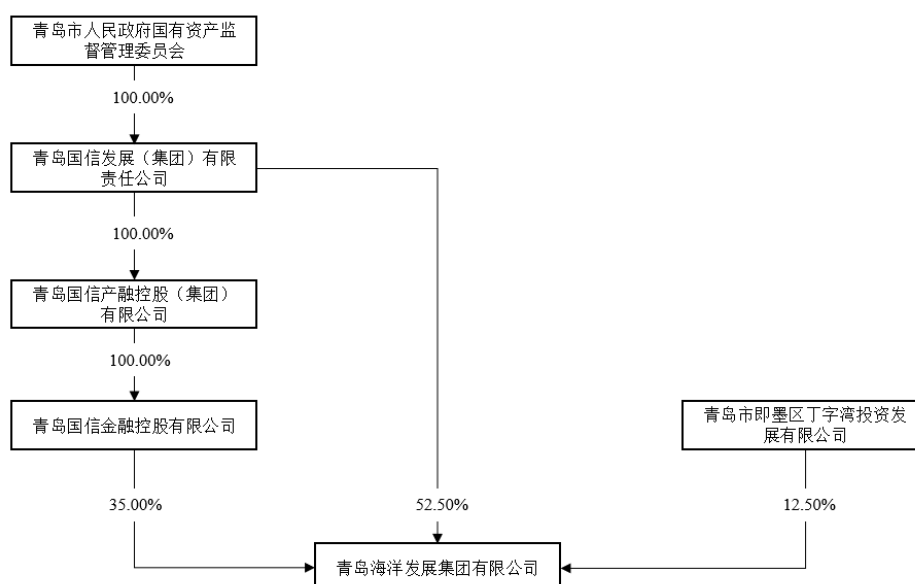 青岛市人民政府国有资产监
督管理委员会
100.00%
青岛国信发展（集团）有限
责任公司
100.00%
青岛国信产融控股（集团）
有限公司
100.00%
青岛国信金融控股有限公司
青岛市即墨区丁字湾投资发
展有限公司
35.00%
52.50%
12.50%
青岛海洋发展集团有限公司